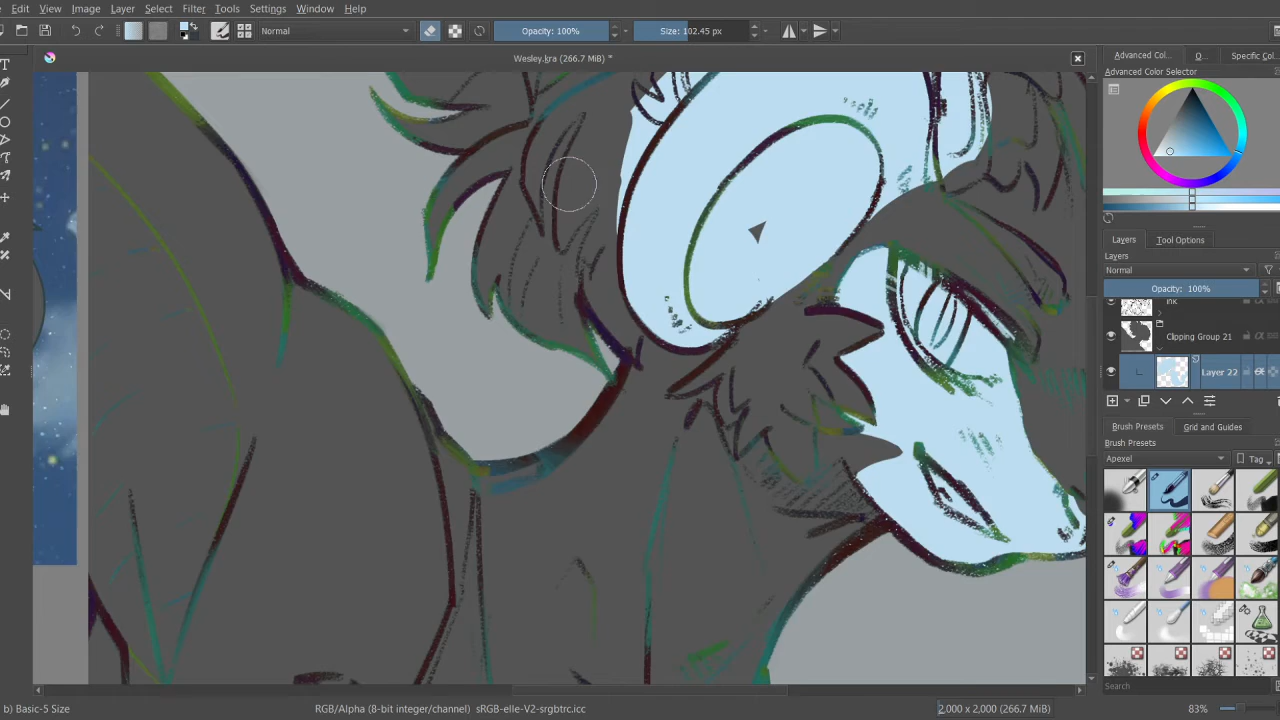 Edit View Image Layer Select Filter Tools Settings Window Help
Normal Opacity: 100% Size: 102.45 px
Wesley.kra (266.7 MiB) *
Advanced Col... O... Specific Col
Advanced Color Selector
Layers Tool Options
Layers
Normal
Opacity: 100%
Ink
Clipping Group 21
Layer 22
Brush Presets Grid and Guides
Brush Presets
Apexel Tag
Search
b) Basic-5 Size RGB/Alpha (8-bit integer/channel) sRGB-elle-V2-srgbtrc.icc 2,000 x 2,000 (266.7 MiB) 83%